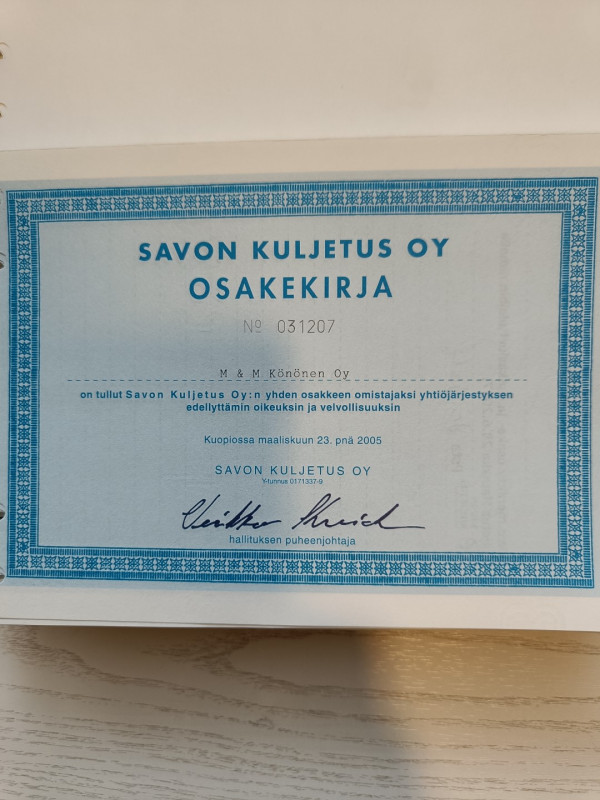 SAVON KULJETUS OY
OSAKEKIRJA
Nº 031207
M & M Könönen Oy
on tullut Savon Kuljetus Oy:n yhden osakkeen omistajaksi yhtiöjärjestyksen
edellyttämin oikeuksin ja velvollisuuksin
Kuopiossa maaliskuun 23. pnä 2005
SAVON KULJETUS OY
Y-tunnus 0171337-9
hallituksen puheenjohtaja